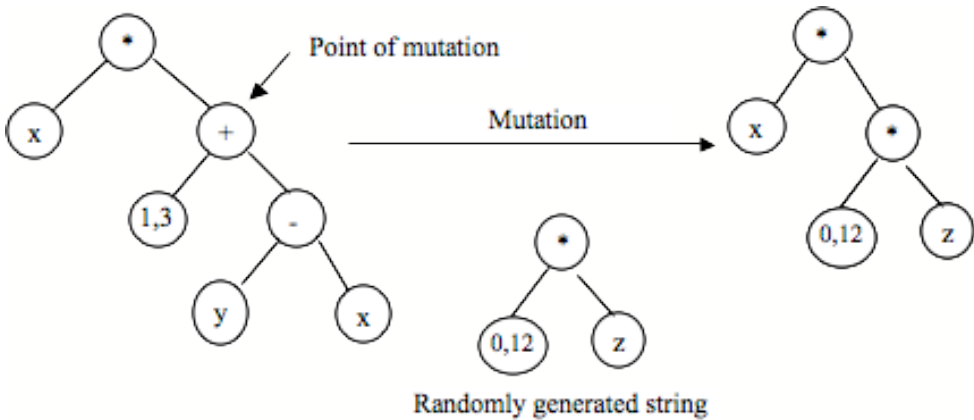 *
Point of mutation
*
x
+
Mutation
x
*
1,3
-
*
0,12
z
y
x
0,12
z
Randomly generated string